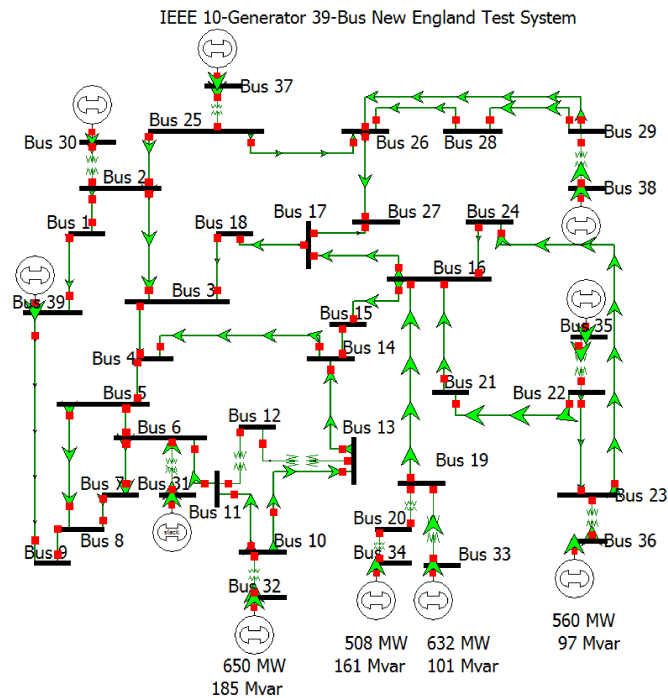 IEEE 10-Generator 39-Bus New England Test System
Bus 37
Bus 25
Bus 30
Bus 26
Bus 28
Bus 29
Bus 2
Bus 38
Bus 1
Bus 18
Bus 17
Bus 27
Bus 24
Bus 16
Bus 39
Bus 3
Bus 15
Bus 35
Bus 4
Bus 14
Bus 5
Bus 21
Bus 22
Bus 6
Bus 12
Bus 13
Bus 19
Bus 7
Bus 31
Bus 11
Bus 23
Bus 20
slack
Bus 8
Bus 9
Bus 10
Bus 34
Bus 33
Bus 36
Bus 32
560 MW
97 Mvar
508 MW
161 Mvar
632 MW
101 Mvar
650 MW
185 Mvar